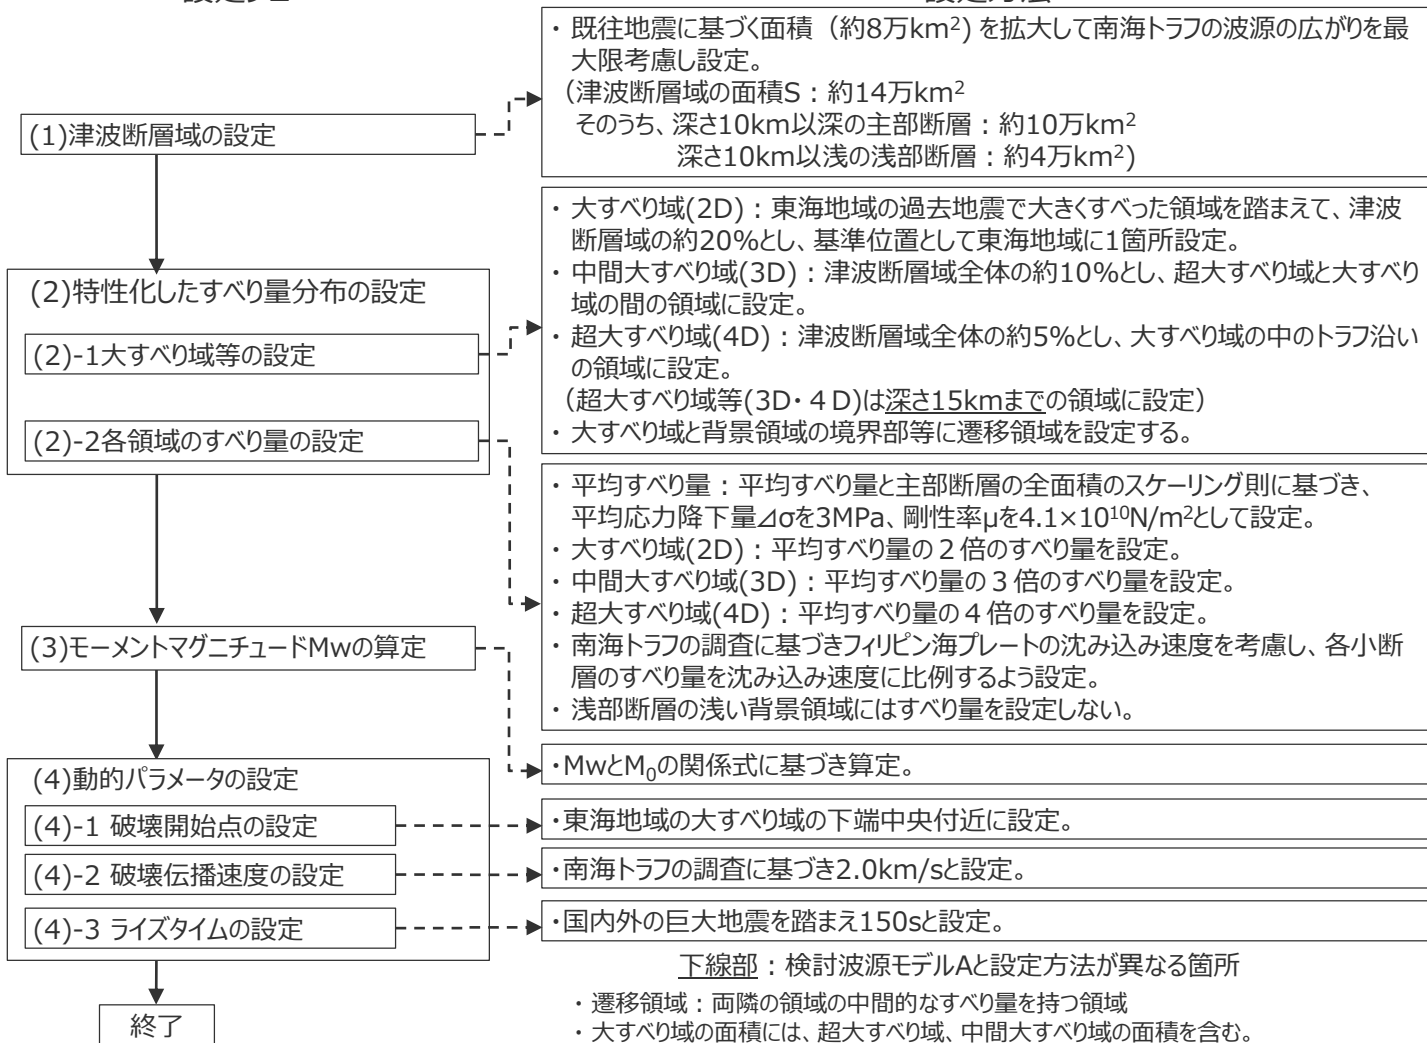 ・ 既往地震に基づく面積（約8万km²）を拡大して南海トラフの波源の広がりを最
大限考慮し設定。
（津波断層域の面積S：約14万km²
そのうち、深さ10km以深の主部断層：約10万km²
深さ10km以浅の浅部断層：約4万km²)
(1)津波断層域の設定
・ 大すべり域(2D)：東海地域の過去地震で大きくすべった領域を踏まえて、津波
断層域の約20%とし、基準位置として東海地域に1箇所設定。
・ 中間大すべり域(3D)：津波断層域全体の約10%とし、超大すべり域と大すべり
域の間の領域に設定。
・ 超大すべり域(4D)：津波断層域全体の約5%とし、大すべり域の中のトラフ沿い
の領域に設定。
（超大すべり域等(3D・４D)は深さ15kmまでの領域に設定）
・ 大すべり域と背景領域の境界部等に遷移領域を設定する。
(2)特性化したすべり量分布の設定
(2)-1大すべり域等の設定
(2)-2各領域のすべり量の設定
・ 平均すべり量：平均すべり量と主部断層の全面積のスケーリング則に基づき、
平均応力降下量⊿σを3MPa、剛性率μを4.1×10¹⁰N/m²として設定。
・ 大すべり域(2D)：平均すべり量の２倍のすべり量を設定。
・ 中間大すべり域(3D)：平均すべり量の３倍のすべり量を設定。
・ 超大すべり域(4D)：平均すべり量の４倍のすべり量を設定。
・ 南海トラフの調査に基づきフィリピン海プレートの沈み込み速度を考慮し、各小断
層のすべり量を沈み込み速度に比例するよう設定。
・ 浅部断層の浅い背景領域にはすべり量を設定しない。
(3)モーメントマグニチュードMwの算定
・MwとM₀の関係式に基づき算定。
(4)動的パラメータの設定
(4)-1 破壊開始点の設定
・東海地域の大すべり域の下端中央付近に設定。
(4)-2 破壊伝播速度の設定
・南海トラフの調査に基づき2.0km/sと設定。
(4)-3 ライズタイムの設定
・国内外の巨大地震を踏まえ150sと設定。
下線部：検討波源モデルAと設定方法が異なる箇所
・ 遷移領域：両隣の領域の中間的なすべり量を持つ領域
・ 大すべり域の面積には、超大すべり域、中間大すべり域の面積を含む。
終了